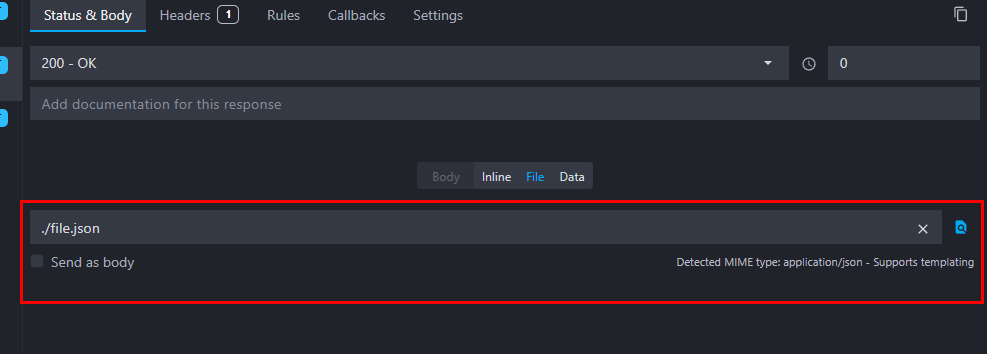 Status & Body Headers 1 Rules Callbacks Settings
200 - OK 0
Add documentation for this response
Body Inline File Data
./file.json
Send as body Detected MIME type: application/json - Supports templating